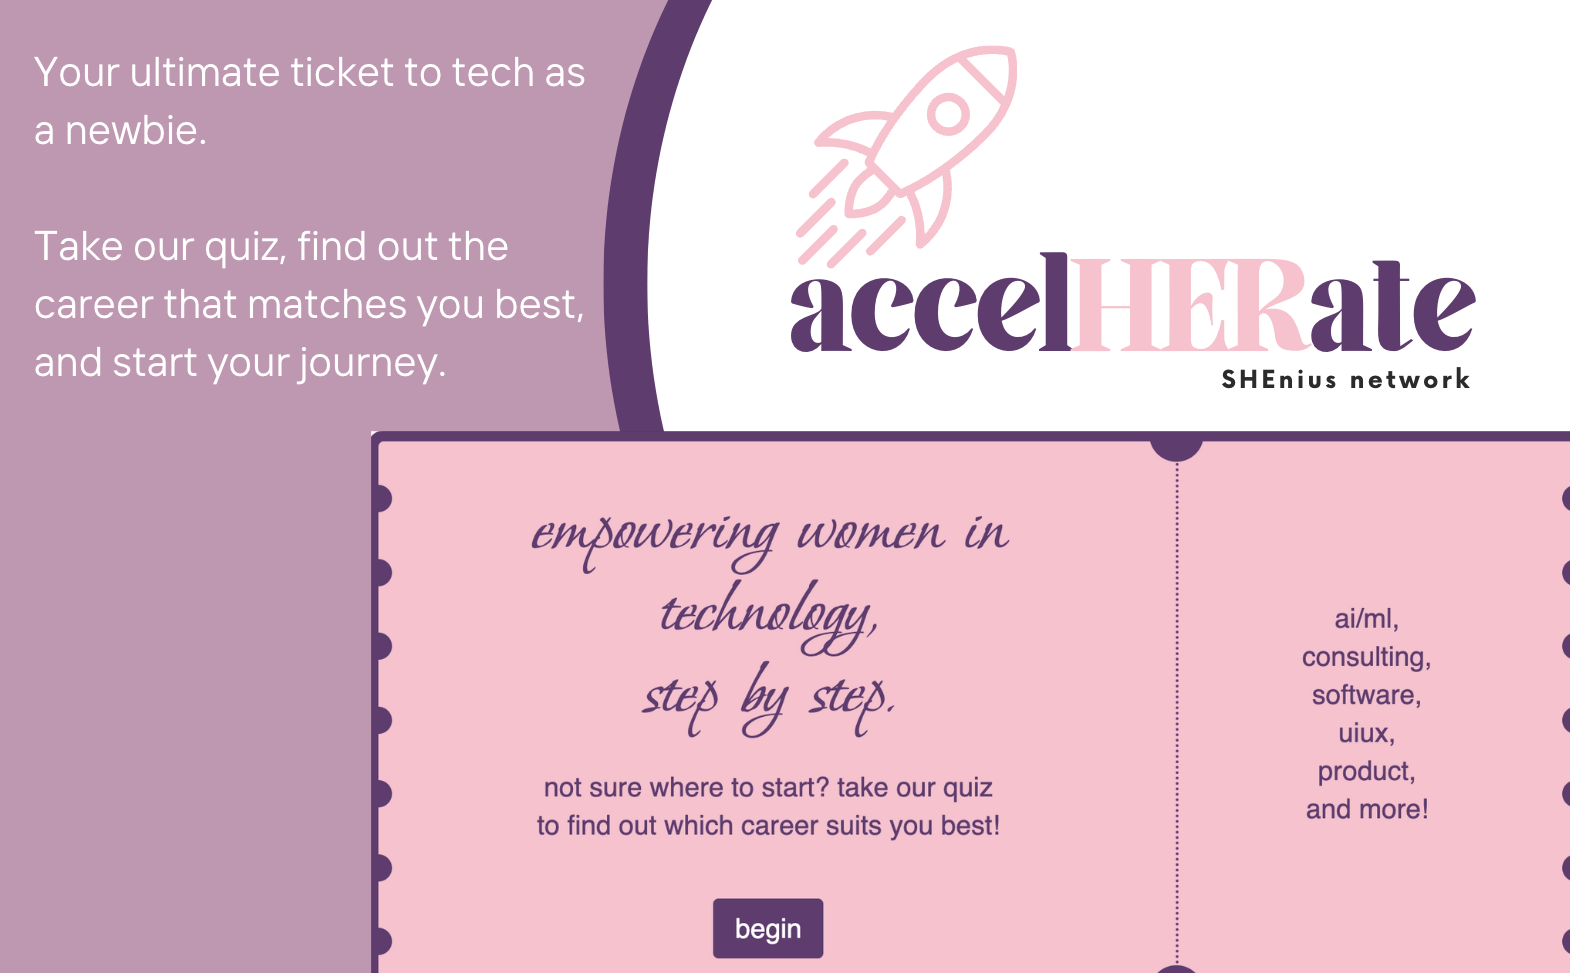 Your ultimate ticket to tech as
a newbie.
Take our quiz, find out the
career that matches you best,
and start your journey.
accelHERate
SHEnius network
empowering women in
technology,
step by step.
not sure where to start? take our quiz
to find out which career suits you best!
begin
ai/ml,
consulting,
software,
uiux,
product,
and more!